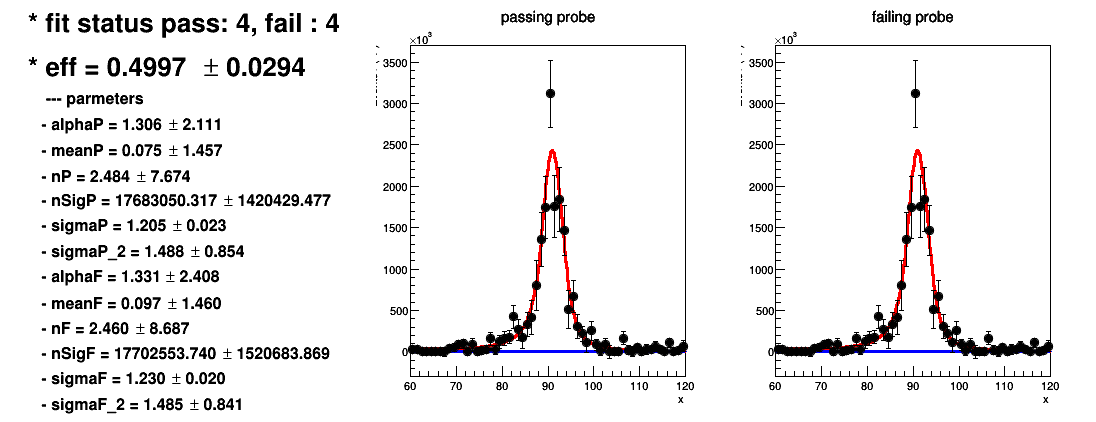 * fit status pass: 4, fail : 4
* eff = 0.4997 ± 0.0294
--- parmeters
- alphaP = 1.306 ± 2.111
- meanP = 0.075 ± 1.457
- nP = 2.484 ± 7.674
- nSigP = 17683050.317 ± 1420429.477
- sigmaP = 1.205 ± 0.023
- sigmaP_2 = 1.488 ± 0.854
- alphaF = 1.331 ± 2.408
- meanF = 0.097 ± 1.460
- nF = 2.460 ± 8.687
- nSigF = 17702553.740 ± 1520683.869
- sigmaF = 1.230 ± 0.020
- sigmaF_2 = 1.485 ± 0.841
passing probe
×10³
3500
3000
2500
2000
1500
1000
500
0
60 70 80 90 100 110 120
x
failing probe
×10³
3500
3000
2500
2000
1500
1000
500
0
60 70 80 90 100 110 120
x